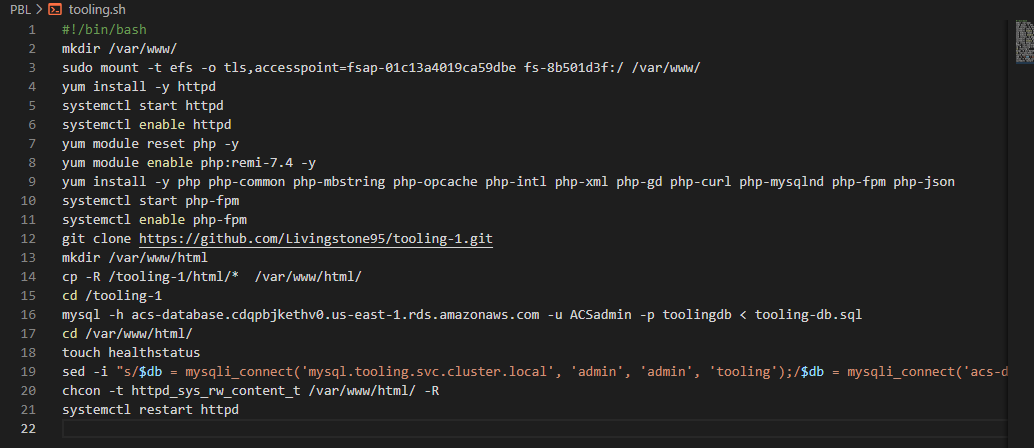 PBL > tooling.sh
1 #!/bin/bash
2 mkdir /var/www/
3 sudo mount -t efs -o tls,accesspoint=fsap-01c13a4019ca59dbe fs-8b501d3f:/ /var/www/
4 yum install -y httpd
5 systemctl start httpd
6 systemctl enable httpd
7 yum module reset php -y
8 yum module enable php:remi-7.4 -y
9 yum install -y php php-common php-mbstring php-opcache php-intl php-xml php-gd php-curl php-mysqlnd php-fpm php-json
10 systemctl start php-fpm
11 systemctl enable php-fpm
12 git clone https://github.com/Livingstone95/tooling-1.git
13 mkdir /var/www/html
14 cp -R /tooling-1/html/*  /var/www/html/
15 cd /tooling-1
16 mysql -h acs-database.cdqpbjkethv0.us-east-1.rds.amazonaws.com -u ACSadmin -p toolingdb < tooling-db.sql
17 cd /var/www/html/
18 touch healthstatus
19 sed -i "s/$db = mysqli_connect('mysql.tooling.svc.cluster.local', 'admin', 'admin', 'tooling');/$db = mysqli_connect('acs-d
20 chcon -t httpd_sys_rw_content_t /var/www/html/ -R
21 systemctl restart httpd
22